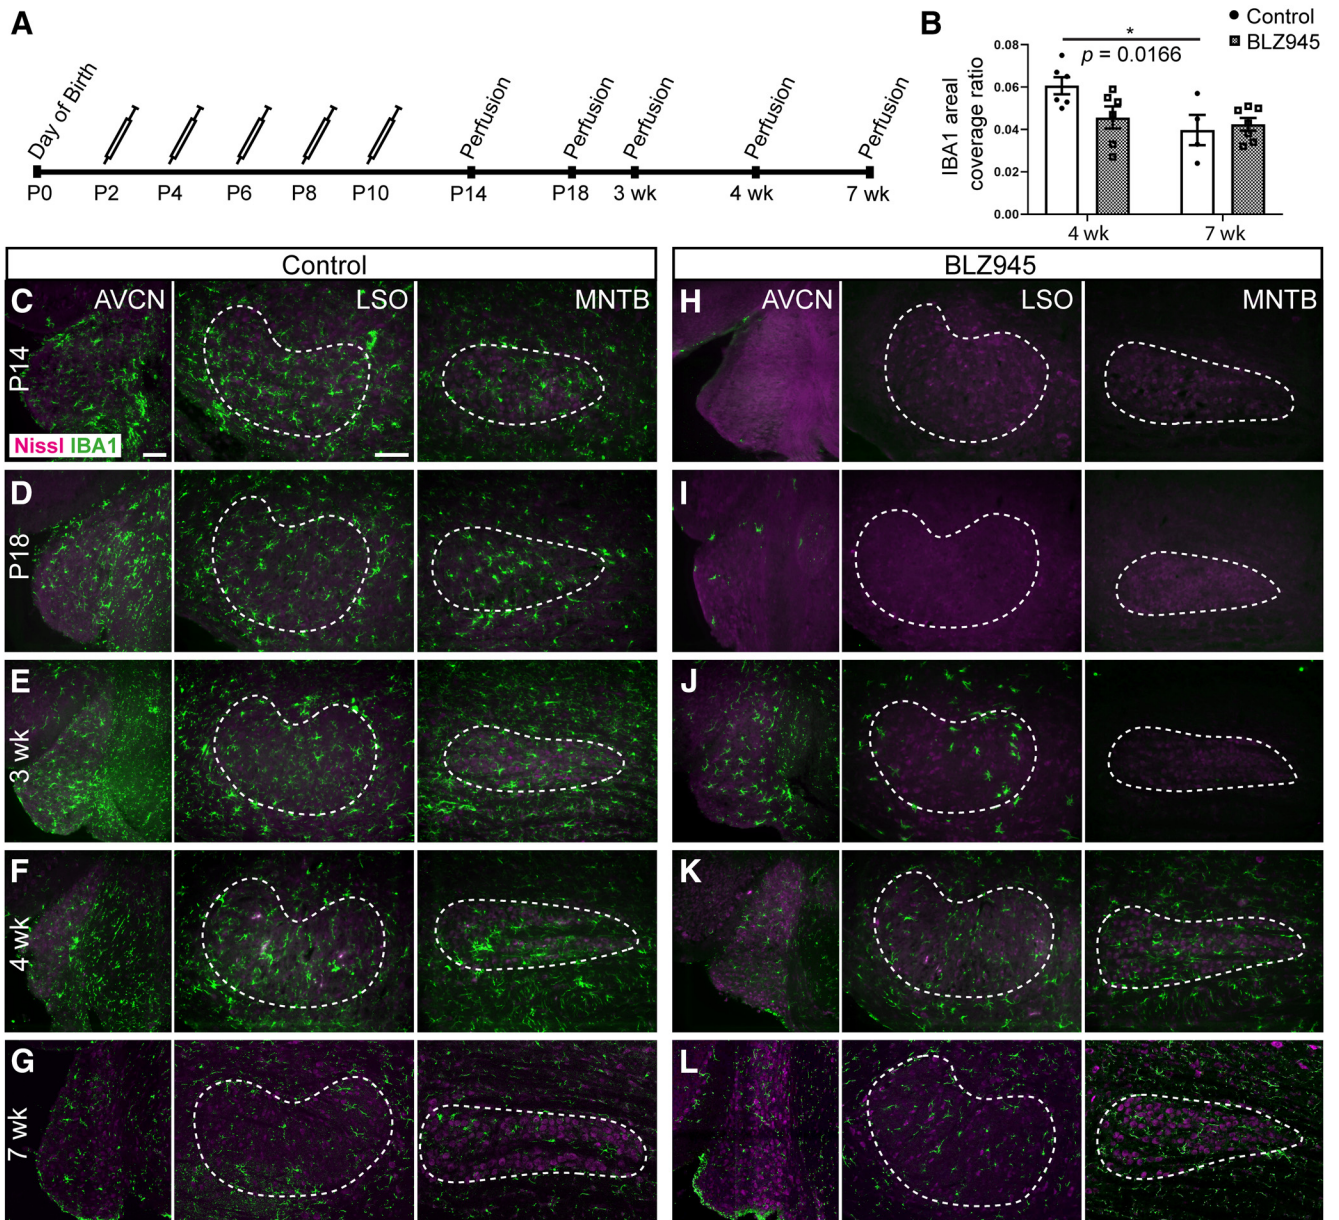 A
Day of Birth
Perfusion
Perfusion
Perfusion
Perfusion
Perfusion
P0 P2 P4 P6 P8 P10 P14 P18 3 wk 4 wk 7 wk
B
Control
BLZ945
*
p = 0.0166
IBA1 areal
coverage ratio
0.08
0.06
0.04
0.02
0.00
4 wk 7 wk
Control
BLZ945
C AVCN LSO MNTB
P14
Nissl IBA1
H AVCN LSO MNTB
D
P18
I
E
3 wk
J
F
4 wk
K
G
7 wk
L